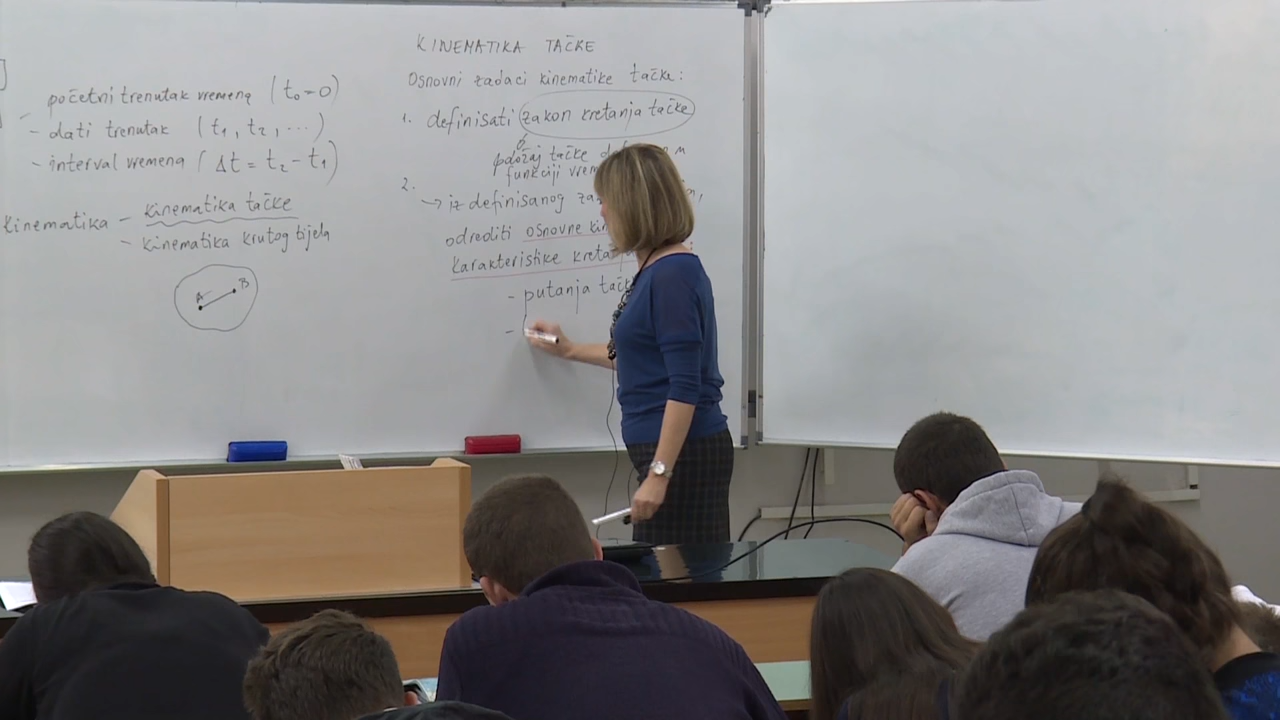 - početni trenutak vremena (t₀=0)
- dati trenutak (t₁, t₂, ...)
- interval vremena (Δt = t₂ - t₁)
Kinematika - kinematika tačke
- kinematika krutog tijela
A
B
KINEMATIKA TAČKE
Osnovni zadaci kinematike tačke:
1. definisati zakon kretanja tačke
položaj tačke u
funkciji
2.
→ iz definisanog
odrediti osnovne
karakteristike
- putanja
-